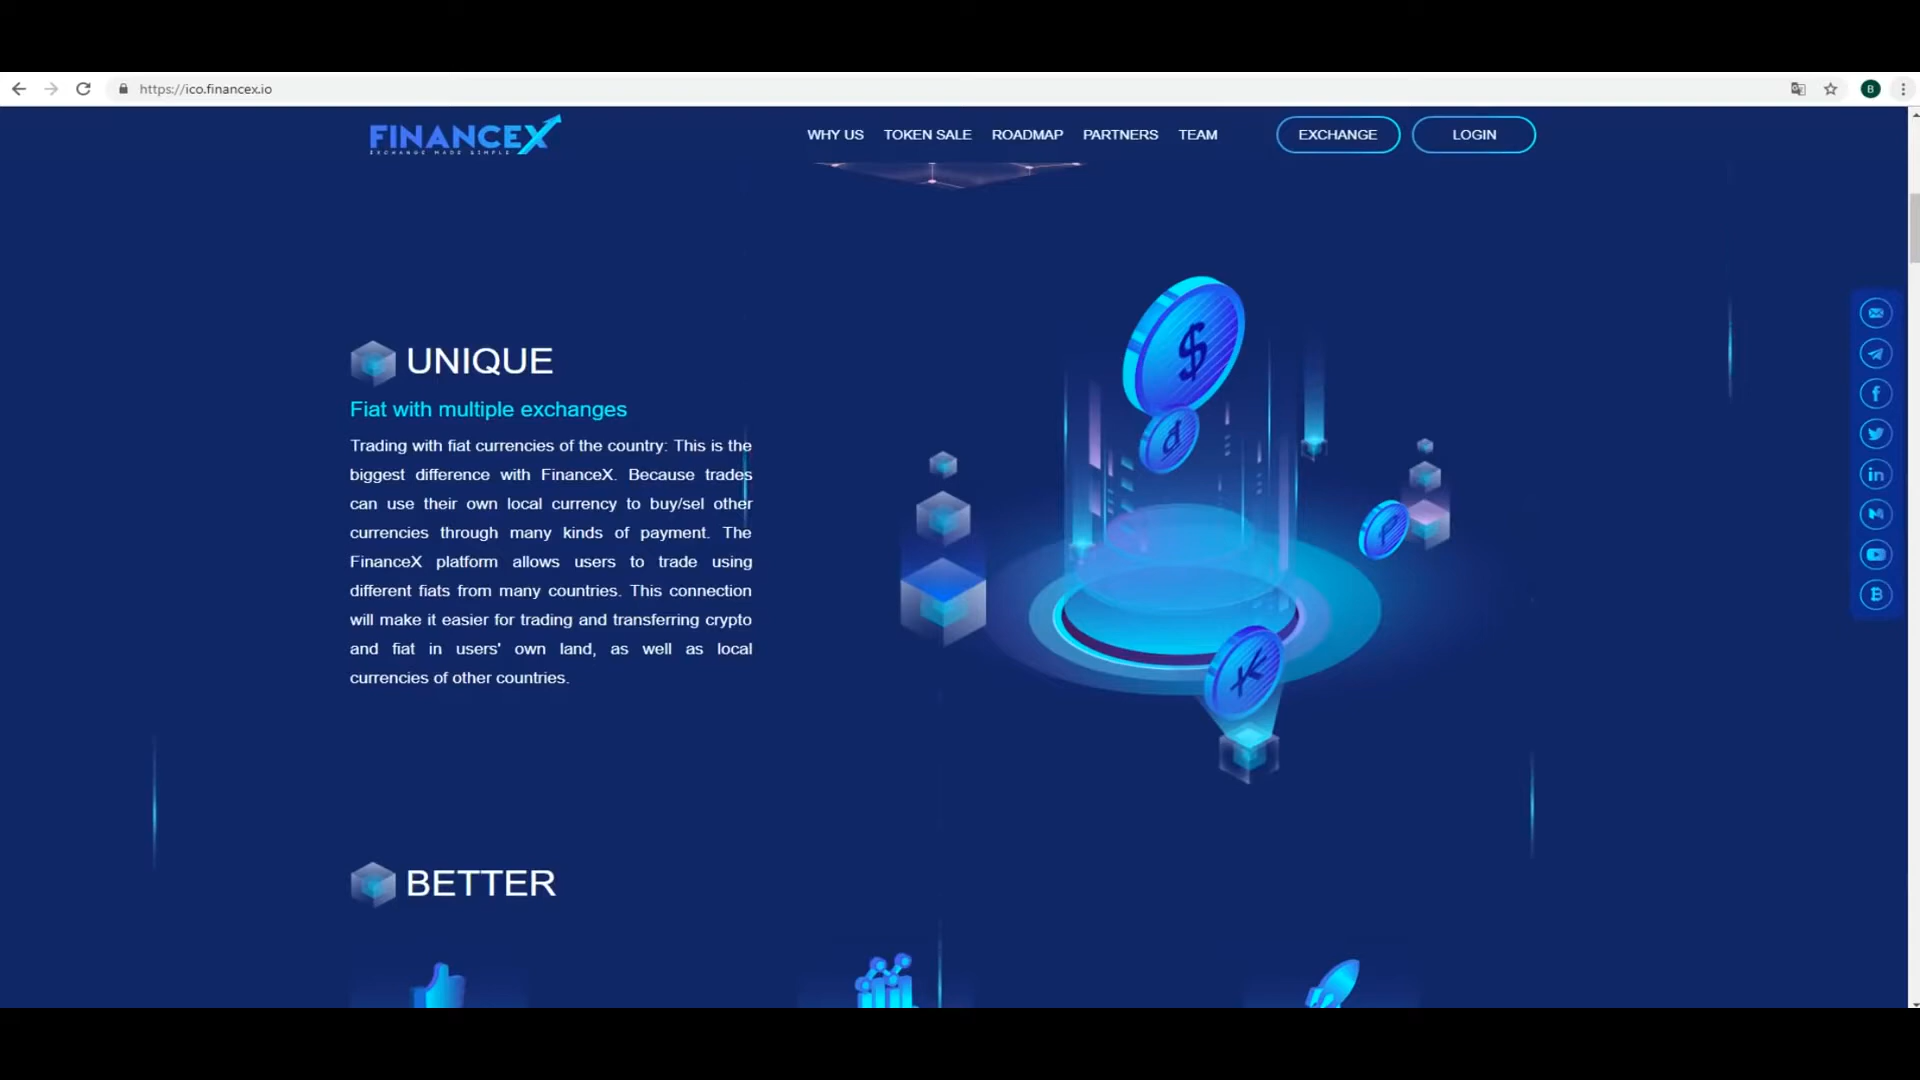 https://ico.financex.io
B
FINANCEX
EXCHANGE MADE SIMPLE
WHY US
TOKEN SALE
ROADMAP
PARTNERS
TEAM
EXCHANGE
LOGIN
UNIQUE
Fiat with multiple exchanges
Trading with fiat currencies of the country: This is the
biggest difference with FinanceX. Because trades
can use their own local currency to buy/sel other
currencies through many kinds of payment. The
FinanceX platform allows users to trade using
different fiats from many countries. This connection
will make it easier for trading and transferring crypto
and fiat in users' own land, as well as local
currencies of other countries.
$
đ
₱
₭
BETTER